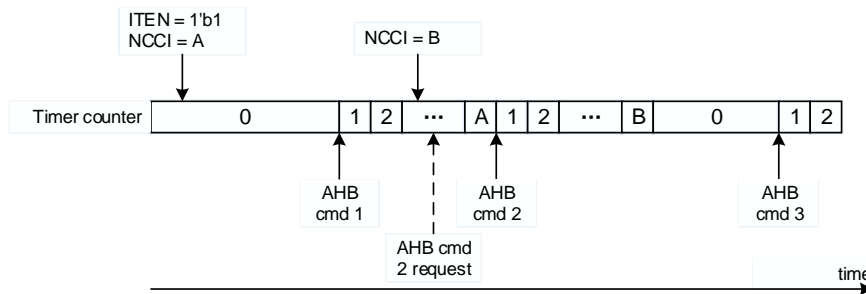 ITEN = 1'b1
NCCI = A
NCCI = B
Timer counter 0 1 2 ... A 1 2 ... B 0 1 2
AHB
cmd 1
AHB cmd
2 request
AHB
cmd 2
AHB
cmd 3
time